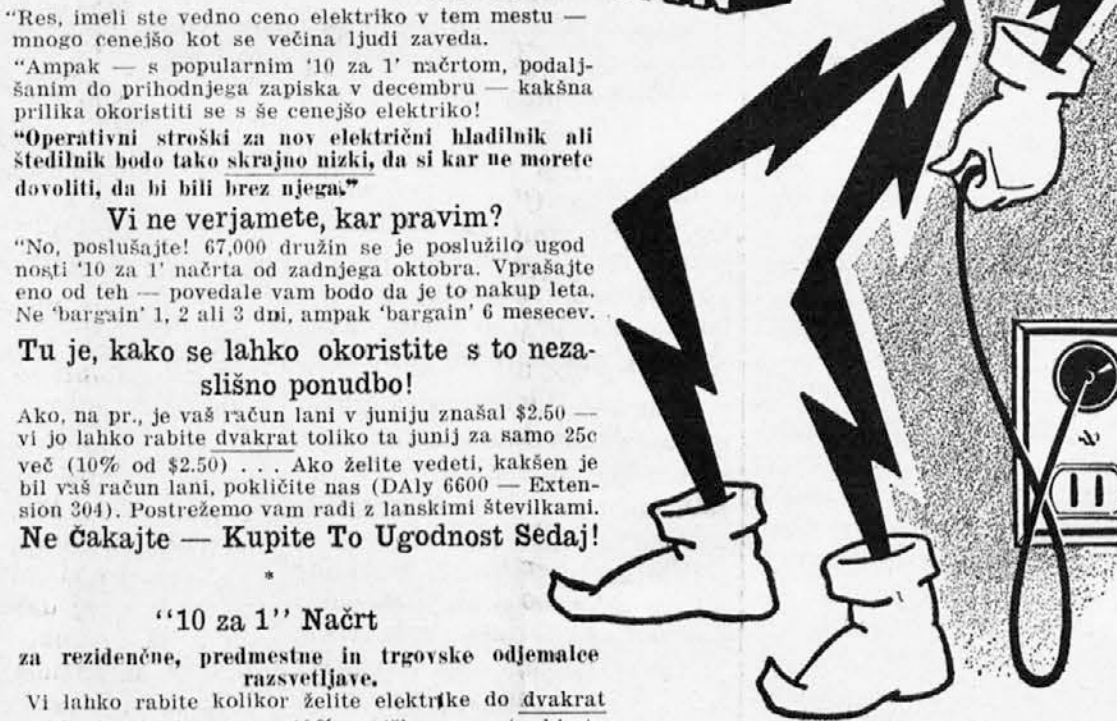 “Res, imeli ste vedno ceno elektriko v tem mestu —
mnogo cenejšo kot se večina ljudi zaveda.
“Ampak — s popularnim '10 za 1' načrtom, podalj-
šanim do prihodnjega zapiska v decembru — kakšna
prilika okoristiti se s še cenejšo elektriko!
“Operativni stroški za nov električni hladilnik ali
štedilnik bodo tako skrajno nizki, da si kar ne morete
dovoliti, da bi bili brez njega.”
Vi ne verjamete, kar pravim?
“No, poslušajte! 67,000 družin se je poslužilo ugod
nosti '10 za 1' načrta od zadnjega oktobra. Vprašajte
eno od teh — povedale vam bodo da je to nakup leta.
Ne 'bargain' 1, 2 ali 3 dni, ampak 'bargain' 6 mesecev.
Tu je, kako se lahko okoristite s to neza-
slišno ponudbo!
Ako, na pr., je vaš račun lani v juniju znašal $2.50 —
vi jo lahko rabite dvakrat toliko ta junij za samo 25c
več (10% od $2.50) . . . Ako želite vedeti, kakšen je
bil vaš račun lani, pokličite nas (DAly 6600 — Exten-
sion 304). Postrežemo vam radi z lanskimi številkami.
Ne Čakajte — Kupite To Ugodnost Sedaj!
*
“10 za 1” Načrt
za rezidenčne, predmestne in trgovske odjemalce
razsvetljave.
Vi lahko rabite kolikor želite elektrike do dvakrat